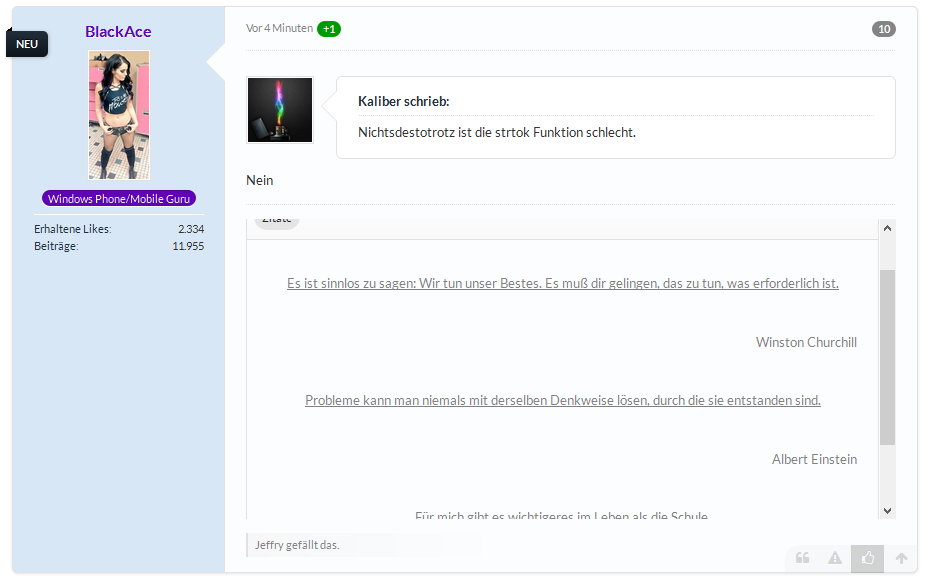 NEU
BlackAce
Windows Phone/Mobile Guru
Erhaltene Likes: 2.334
Beiträge: 11.955
Vor 4 Minuten +1 10
Kaliber schrieb:
Nichtsdestotrotz ist die strtok Funktion schlecht.
Nein
Zitate
Es ist sinnlos zu sagen: Wir tun unser Bestes. Es muß dir gelingen, das zu tun, was erforderlich ist.
Winston Churchill
Probleme kann man niemals mit derselben Denkweise lösen, durch die sie entstanden sind.
Albert Einstein
Für mich gibt es wichtigeres im Leben als die Schule
Jeffry gefällt das.